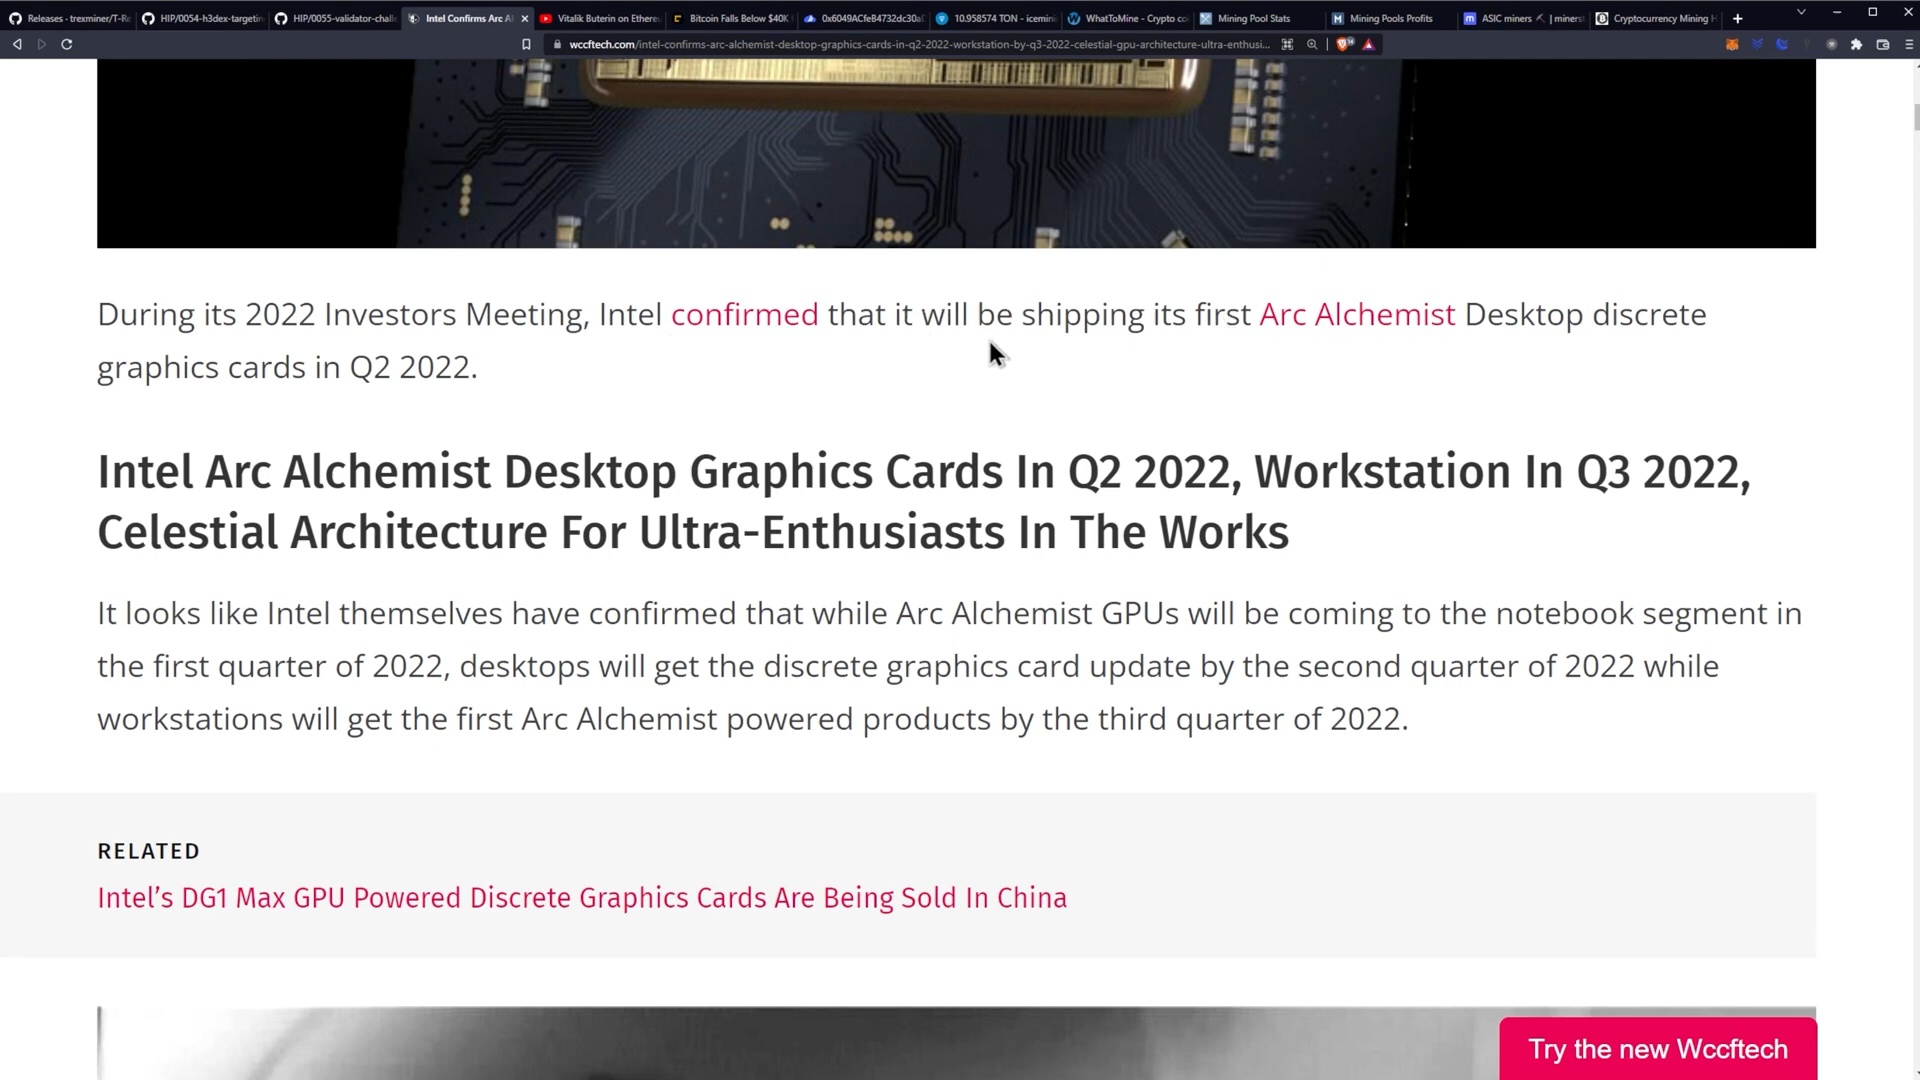 Releases - trexminer/T-Re
HIP/0054-h3dex-targetin
HIP/0055-validator-challe
Intel Confirms Arc Al
Vitalik Buterin on Ethereu
Bitcoin Falls Below $40K
0x6049ACfeB4732dc30a
10.958574 TON - icemini
WhatToMine - Crypto co
Mining Pool Stats
Mining Pools Profits
ASIC miners | miners
Cryptocurrency Mining H
wccftech.com/intel-confirms-arc-alchemist-desktop-graphics-cards-in-q2-2022-workstation-by-q3-2022-celestial-gpu-architecture-ultra-enthusi...
During its 2022 Investors Meeting, Intel confirmed that it will be shipping its first Arc Alchemist Desktop discrete
graphics cards in Q2 2022.
Intel Arc Alchemist Desktop Graphics Cards In Q2 2022, Workstation In Q3 2022,
Celestial Architecture For Ultra-Enthusiasts In The Works
It looks like Intel themselves have confirmed that while Arc Alchemist GPUs will be coming to the notebook segment in
the first quarter of 2022, desktops will get the discrete graphics card update by the second quarter of 2022 while
workstations will get the first Arc Alchemist powered products by the third quarter of 2022.
RELATED
Intel's DG1 Max GPU Powered Discrete Graphics Cards Are Being Sold In China
Try the new Wccftech